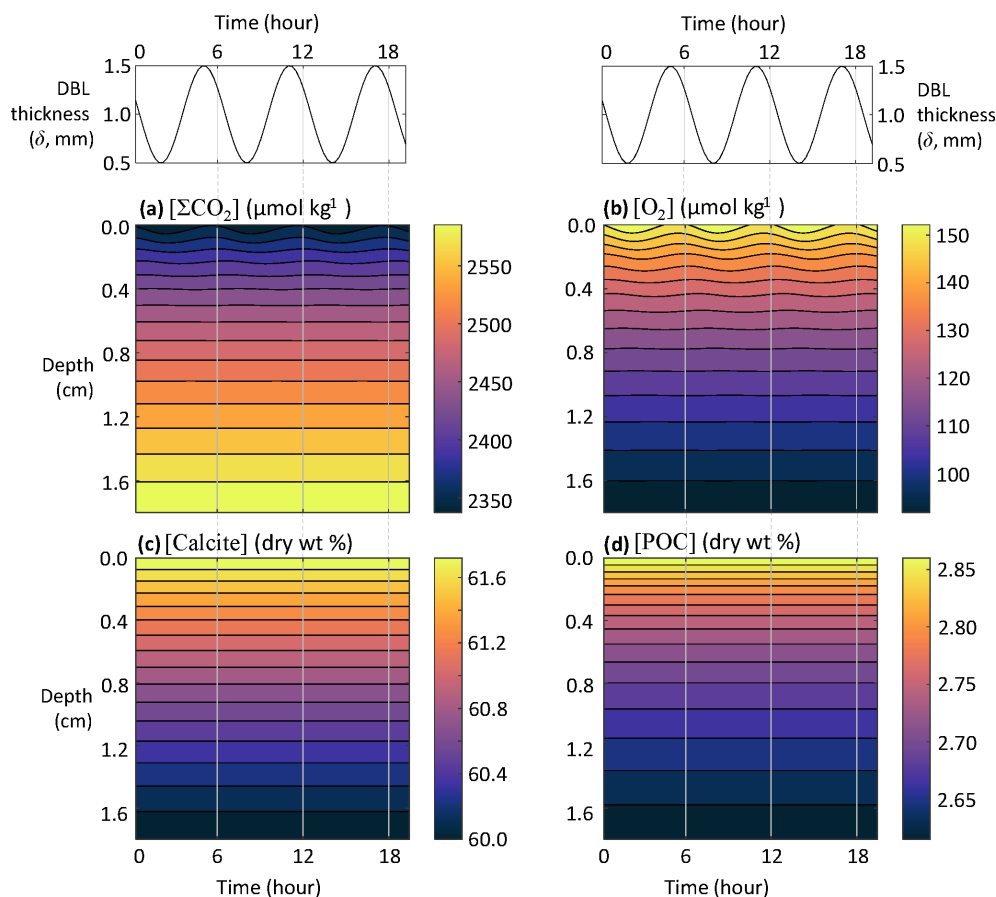 Time (hour)
0 6 12 18
1.5
DBL
thickness 1.0
(δ, mm)
0.5
Time (hour)
0 6 12 18
1.5
DBL
1.0 thickness
(δ, mm)
0.5
(a) [ΣCO₂] (μmol kg¹ )
0.0
0.4
0.8
Depth
(cm)
1.2
1.6
2550
2500
2450
2400
2350
(b) [O₂] (μmol kg¹ )
0.0
0.4
0.8
1.2
1.6
150
140
130
120
110
100
(c) [Calcite] (dry wt %)
0.0
0.4
0.8
Depth
(cm)
1.2
1.6
0 6 12 18
Time (hour)
61.6
61.2
60.8
60.4
60.0
(d) [POC] (dry wt %)
0.0
0.4
0.8
1.2
1.6
0 6 12 18
Time (hour)
2.85
2.80
2.75
2.70
2.65